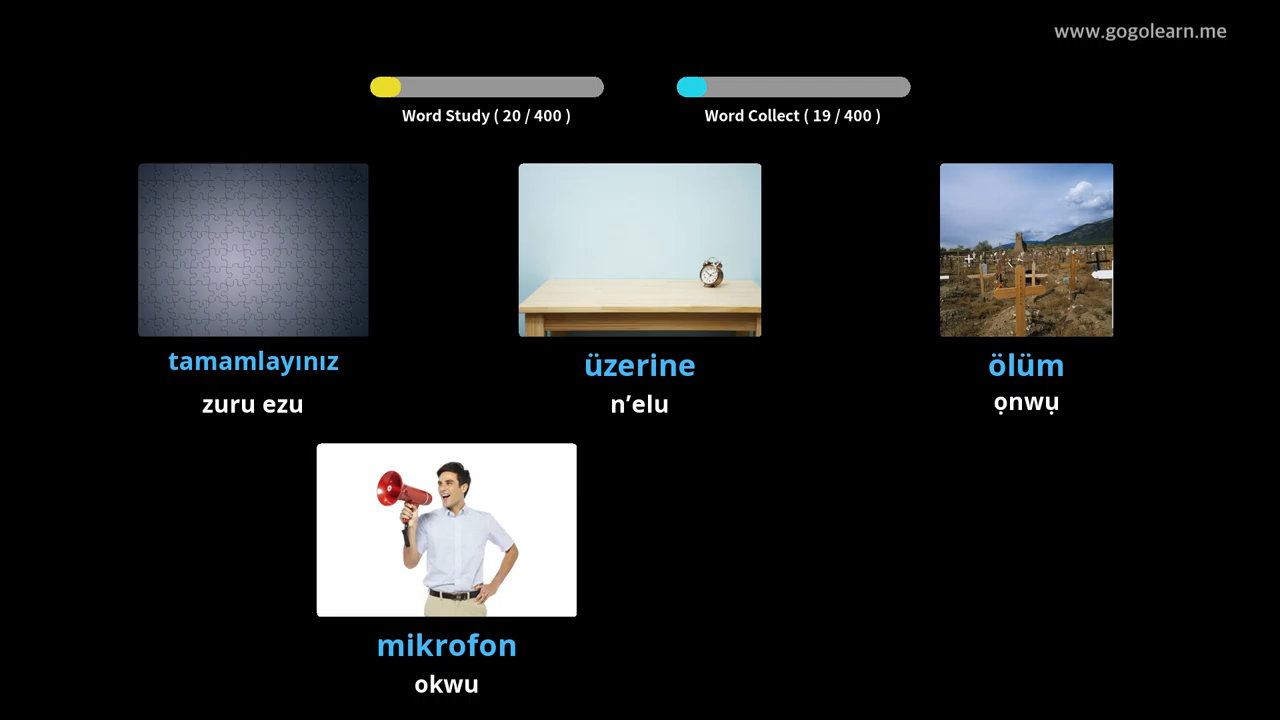 www.gogolearn.me
Word Study ( 20 / 400 )
Word Collect ( 19 / 400 )
tamamlayınız
zuru ezu
üzerine
n’elu
ölüm
ọnwụ
mikrofon
okwu